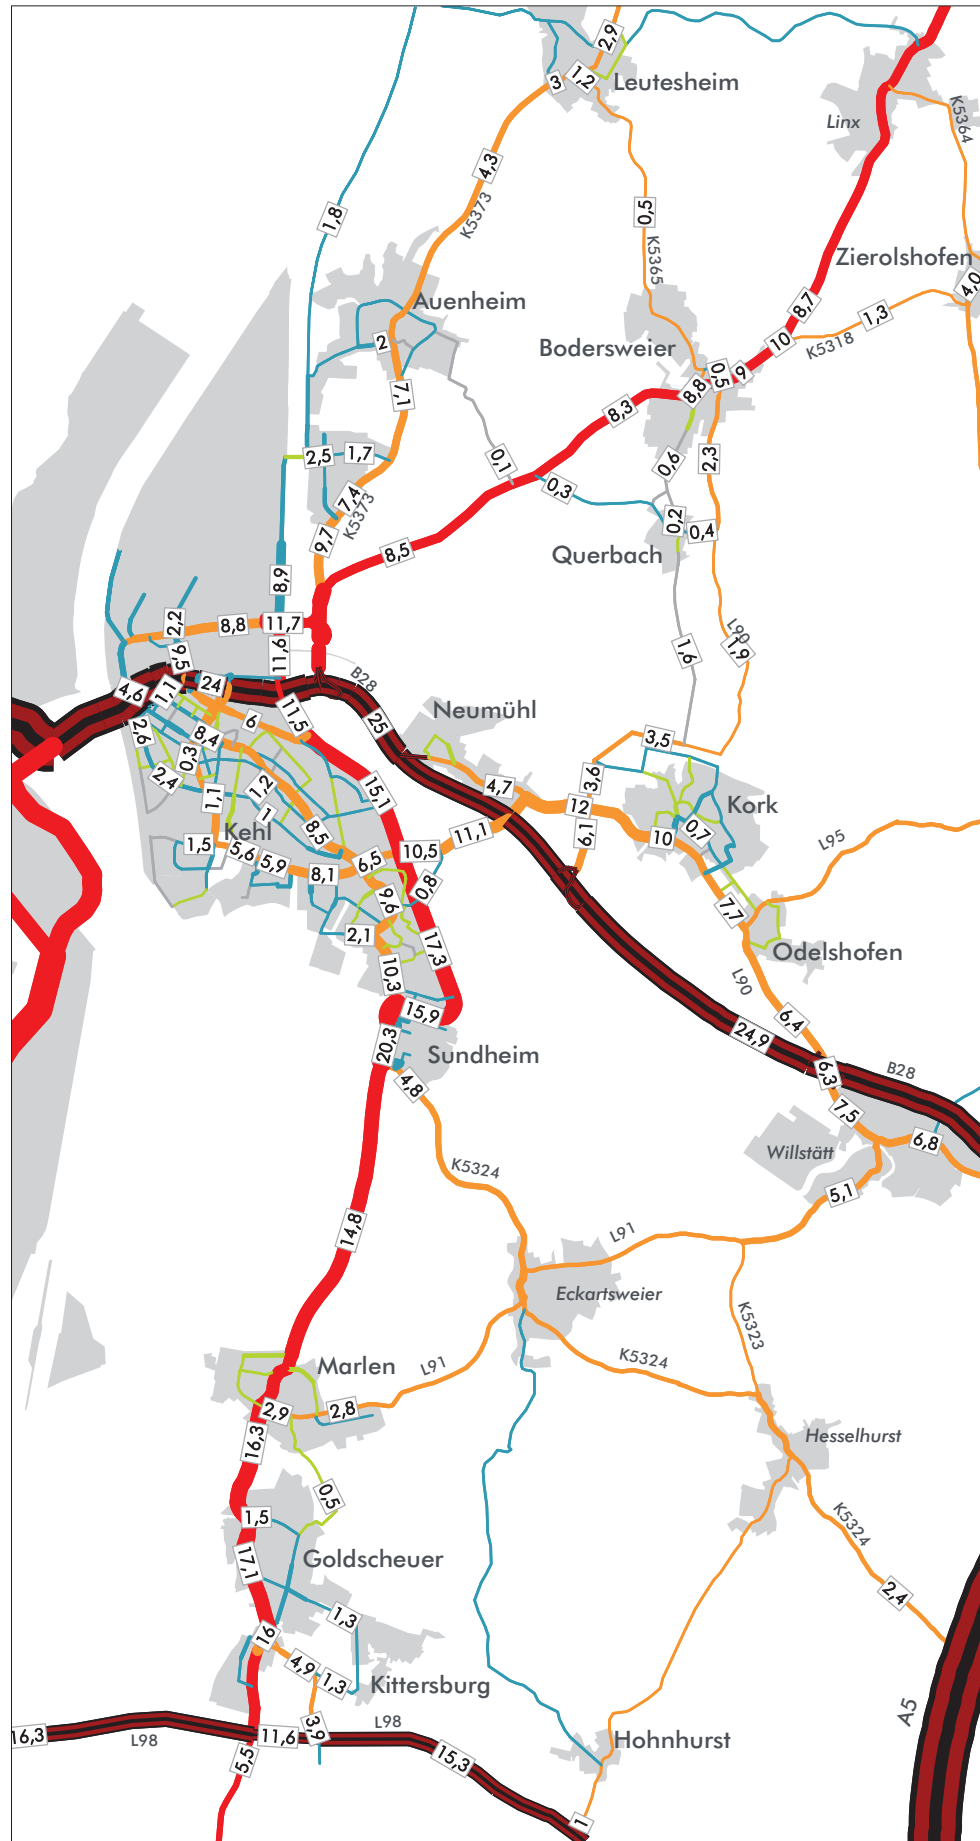 2,9
3
1,2
Leutesheim
Linx
K5364
4,3
K5373
1,8
0,5
K5365
Zierolshofen
4,0
Auenheim
8,7
1,3
K5318
10
2
Bodersweier
9
0,5
8,8
7,1
8,3
2,5
1,7
0,1
0,6
2,3
7,4
K5373
0,3
9,7
0,2
0,4
8,5
Querbach
8,9
2,2
8,8
11,7
L90
1,9
1,6
9,5
11,6
B28
4,6
1,1
24
11,5
25
Neumühl
6
2,6
8,4
3,5
0,3
2,4
1,2
1,1
15,1
4,7
3,6
12
Kork
1
8,5
Kehl
11,1
6,1
10
0,7
L95
1,5
5,6
5,9
8,1
6,5
10,5
0,8
9,6
7,7
2,1
17,3
Odelshofen
10,3
L90
15,9
6,4
20,3
Sundheim
24,9
4,8
6,3
B28
7,5
6,8
Willstätt
K5324
5,1
14,8
L91
Eckartsweier
K5323
Marlen
L91
K5324
2,9
2,8
16,3
Hesselhurst
0,5
1,5
K5324
17,1
Goldscheuer
2,4
1,3
16
4,9
1,3
Kittersburg
A5
16,3
L98
11,6
3,9
L98
Hohnhurst
5,5
15,3
1